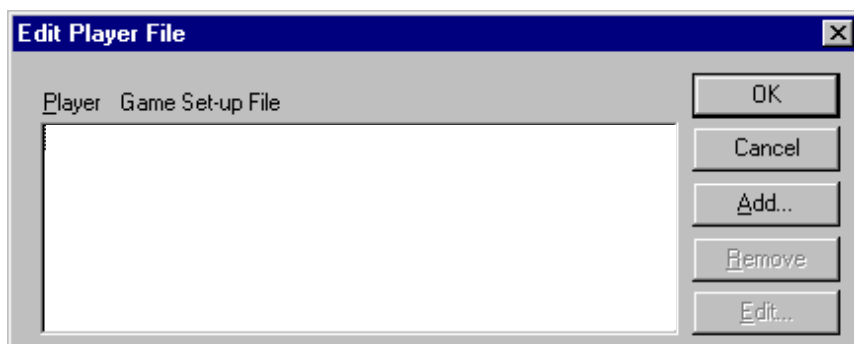 Edit Player File
Player Game Set-up File
OK
Cancel
Add...
Remove
Edit...